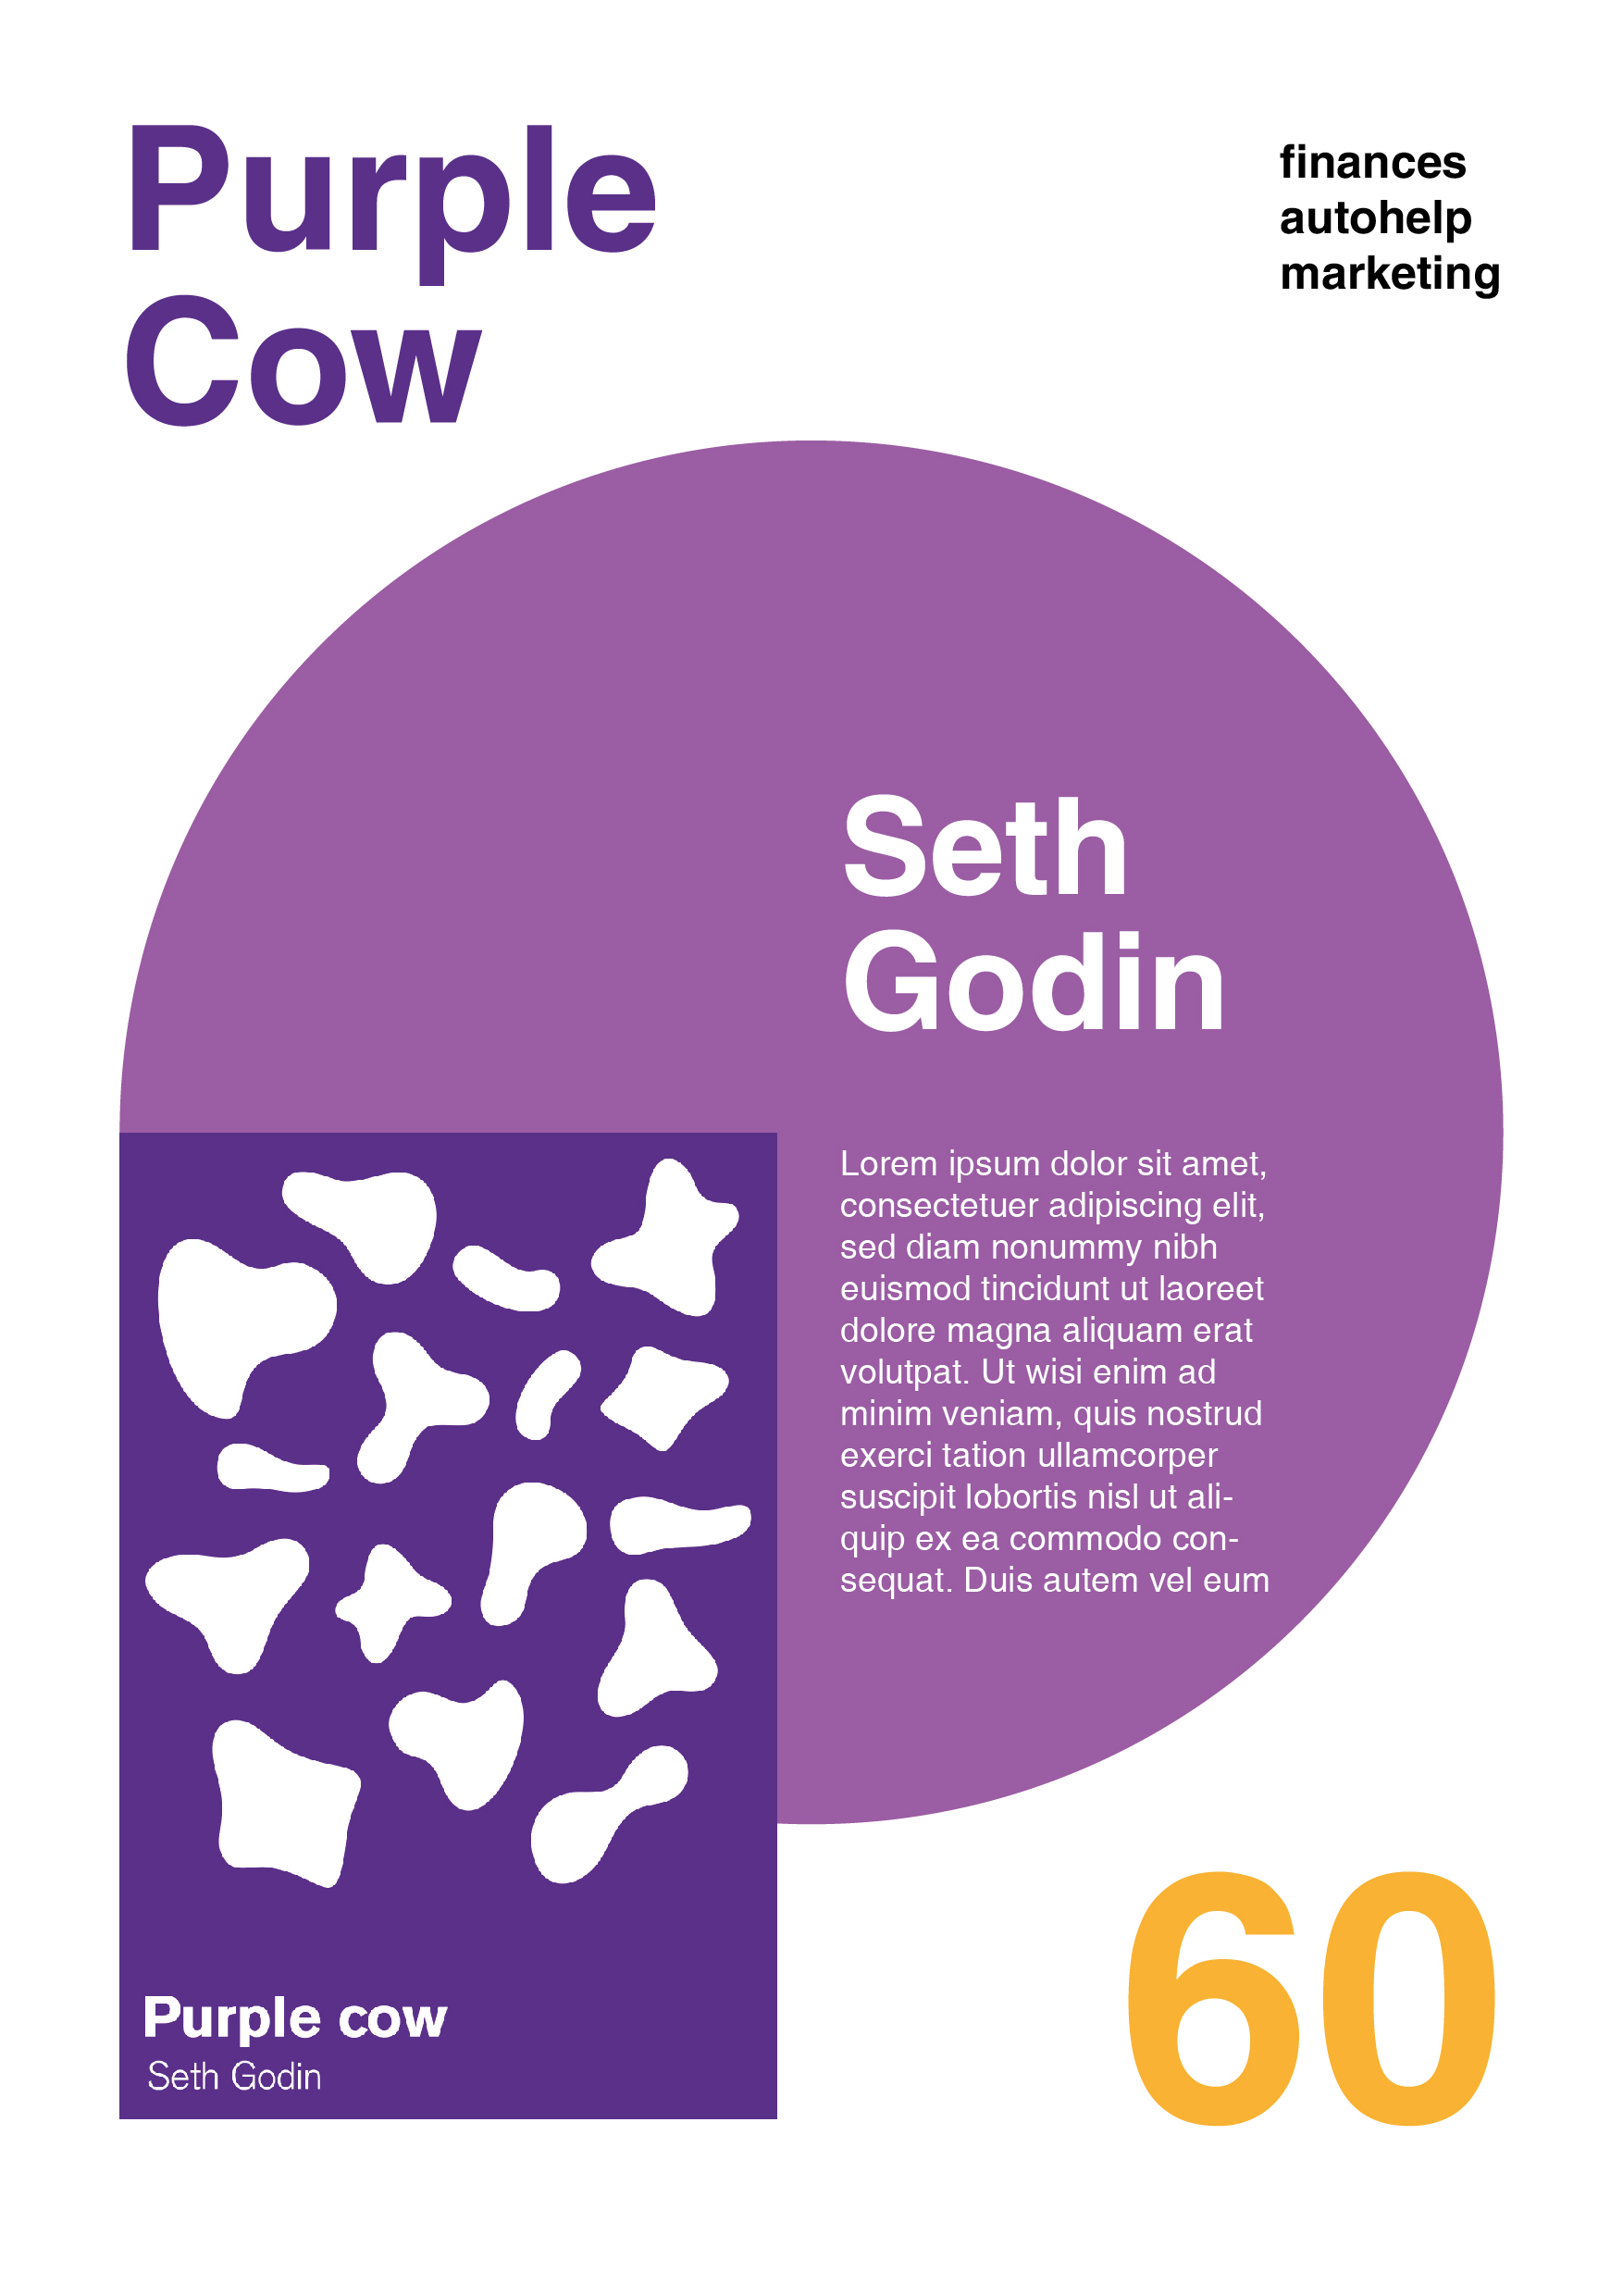 Purple
Cow
finances
autohelp
marketing
Seth
Godin
Lorem ipsum dolor sit amet,
consectetuer adipiscing elit,
sed diam nonummy nibh
euismod tincidunt ut laoreet
dolore magna aliquam erat
volutpat. Ut wisi enim ad
minim veniam, quis nostrud
exerci tation ullamcorper
suscipit lobortis nisl ut ali-
quip ex ea commodo con-
sequat. Duis autem vel eum
Purple cow
Seth Godin
60